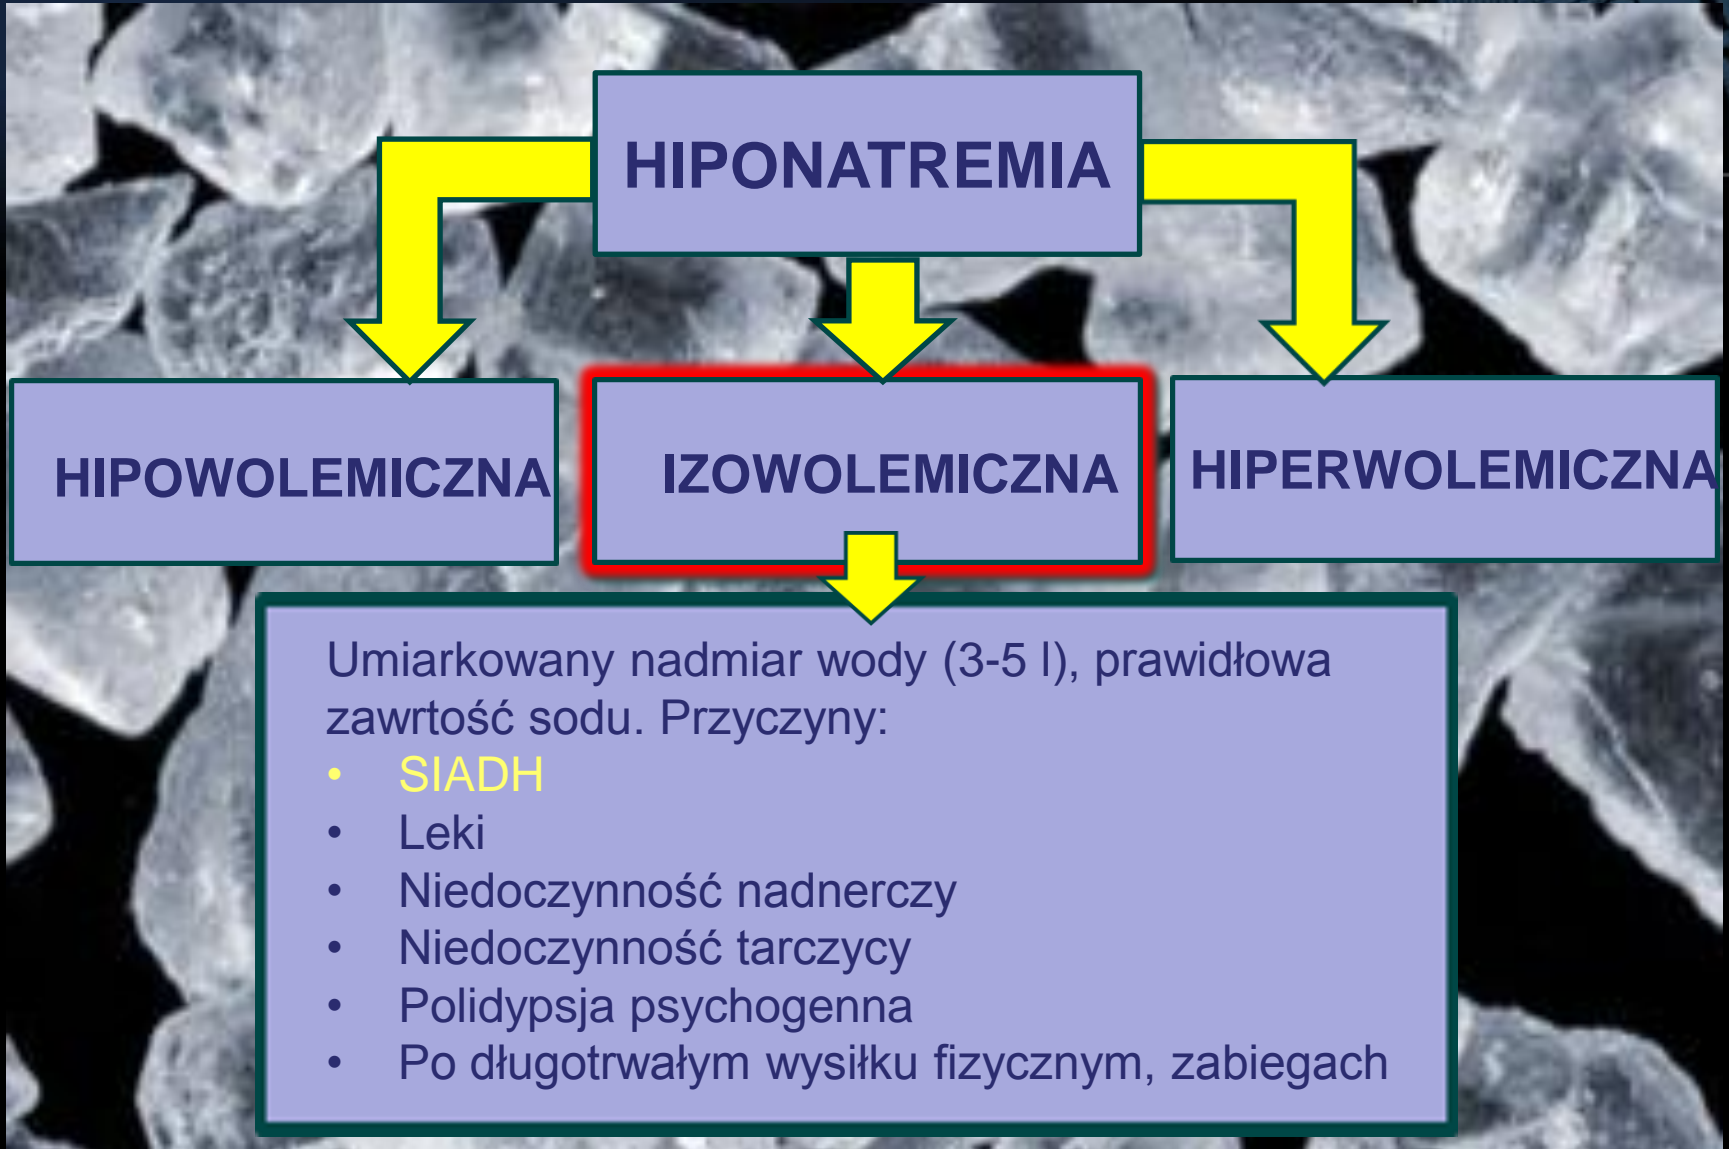 HIPONATREMIA
HIPOWOLEMICZNA
IZOWOLEMICZNA
HIPERWOLEMICZNA
Umiarkowany nadmiar wody (3-5 l), prawidłowa
zawrtość sodu. Przyczyny:
• SIADH
• Leki
• Niedoczynność nadnerczy
• Niedoczynność tarczycy
• Polidypsja psychogenna
• Po długotrwałym wysiłku fizycznym, zabiegach